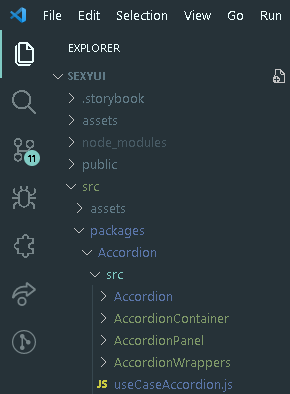 File Edit Selection View Go Run
EXPLORER
SEXYUI
.storybook
assets
node_modules
public
src
assets
packages
Accordion
src
Accordion
AccordionContainer
AccordionPanel
AccordionWrappers
JS useCaseAccordion.js
11